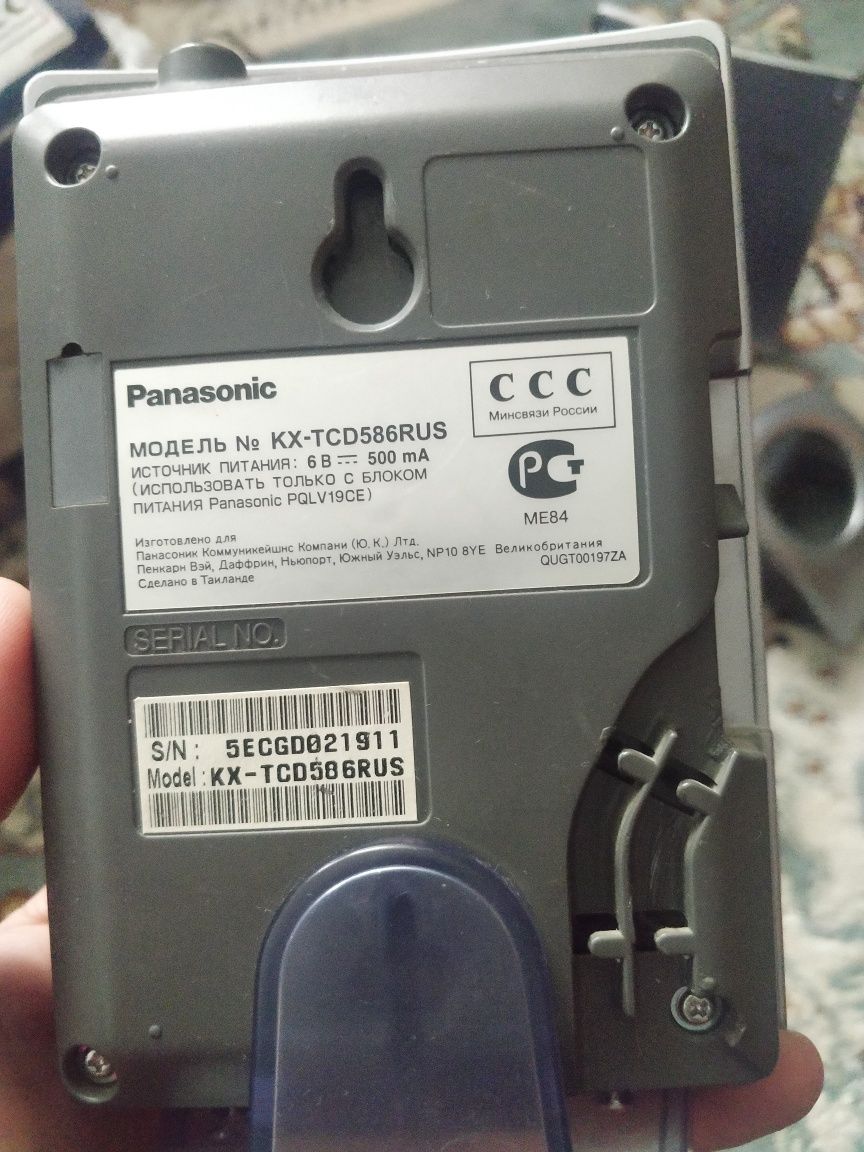 Panasonic
ССС
Минсвязи России
МОДЕЛЬ № KX-TCD586RUS
ИСТОЧНИК ПИТАНИЯ: 6 В ⎓ 500 mA
(ИСПОЛЬЗОВАТЬ ТОЛЬКО С БЛОКОМ
ПИТАНИЯ Panasonic PQLV19CE)
РСТ
ME84
Изготовлено для
Панасоник Коммуникейшнс Компани (Ю.К.) Лтд.
Пенкарн Вэй, Даффрин, Ньюпорт, Южный Уэльс, NP10 8YE Великобритания
Сделано в Таиланде
QUGT00197ZA
SERIAL NO.
S/N: 5ECGD021911
Model: KX-TCD586RUS